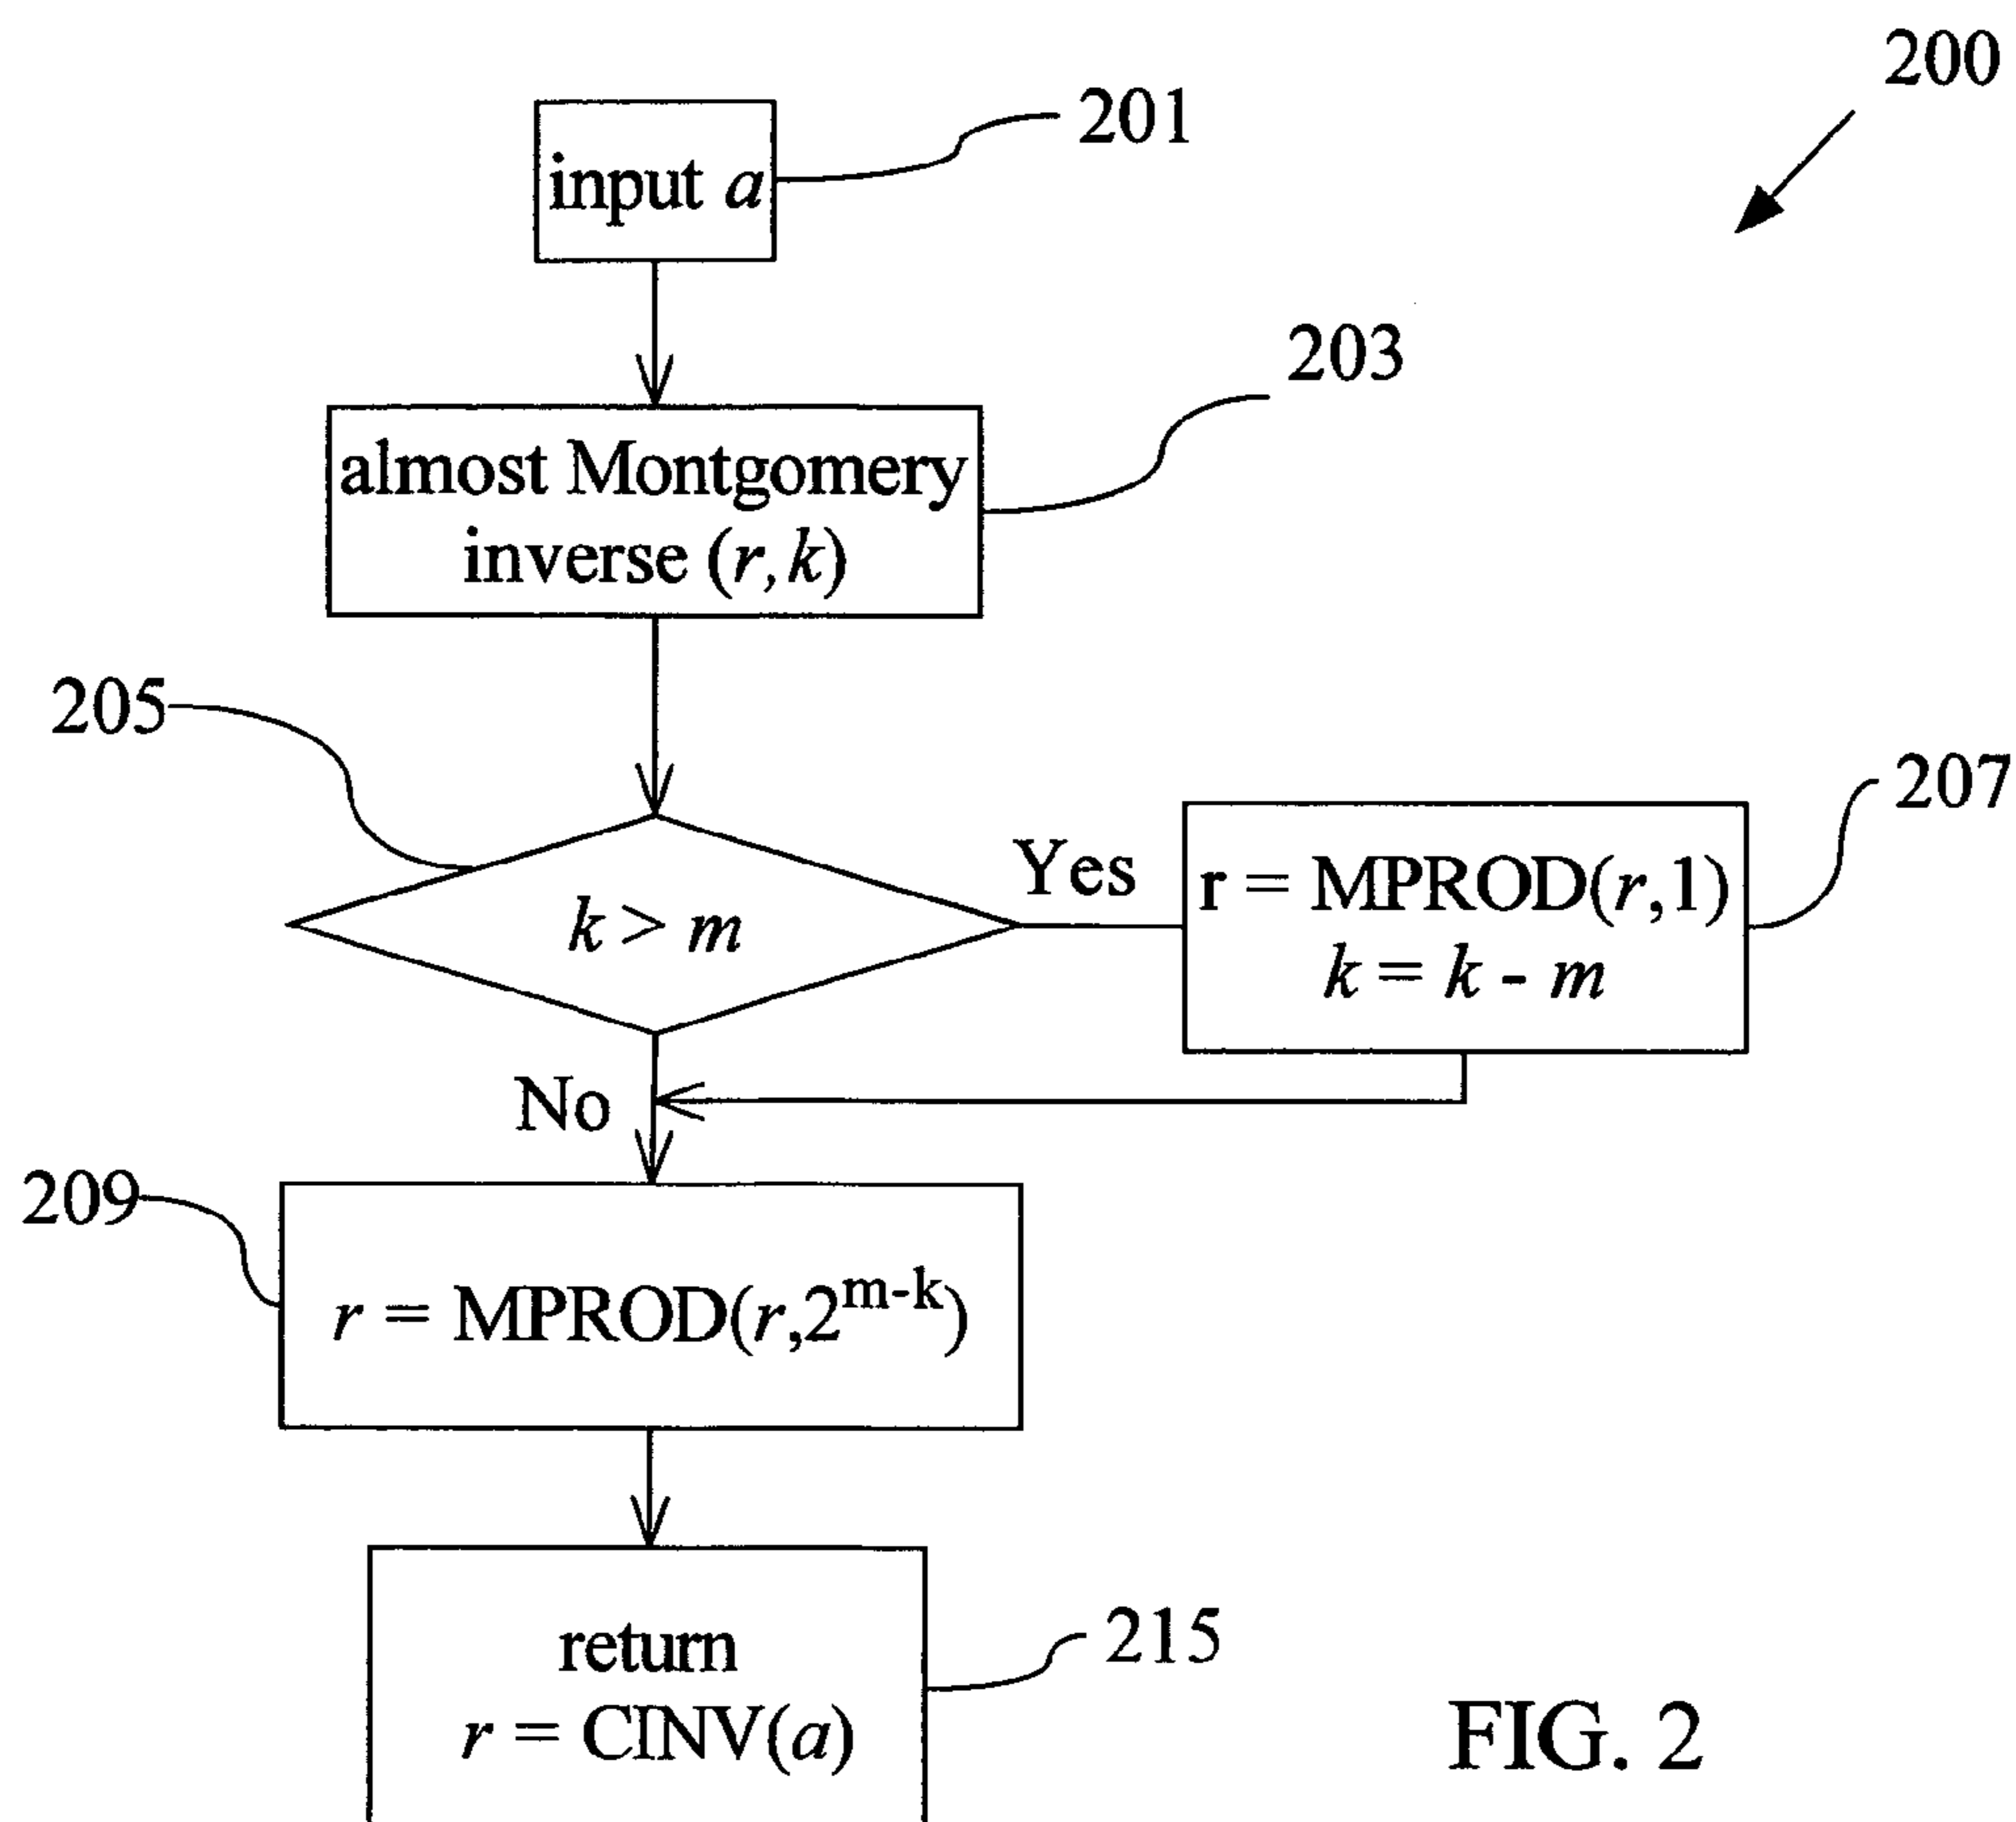 200
201
input a
203
almost Montgomery
inverse (r, k)
205
k > m
Yes
207
r = MPROD(r,1)
k = k - m
No
209
r = MPROD(r,2^{m-k})
215
return
r = CINV(a)
FIG. 2